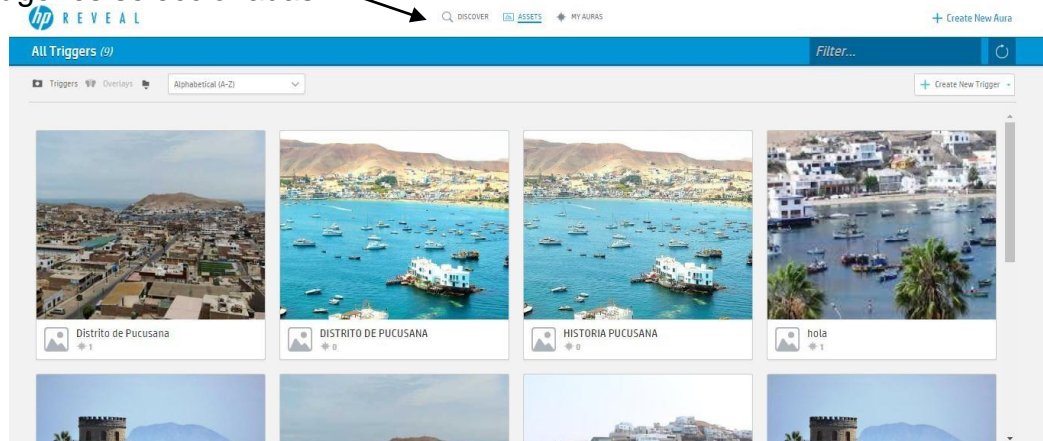 hp REVEAL
DISCOVER ASSETS MY AURAS
+ Create New Aura
All Triggers (9)
Filter...
Triggers Overlays
Alphabetical (A-Z)
+ Create New Trigger
Distrito de Pucusana
1
DISTRITO DE PUCUSANA
0
HISTORIA PUCUSANA
0
hola
1